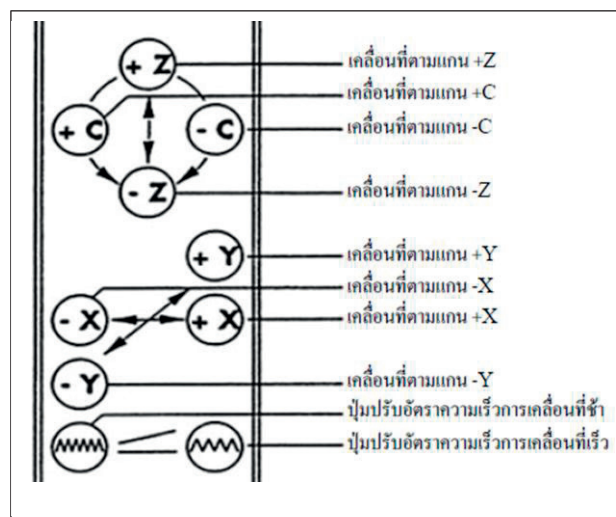 + Z เคลื่อนที่ตามแกน +Z
เคลื่อนที่ตามแกน +C
+ C - C เคลื่อนที่ตามแกน -C
- Z เคลื่อนที่ตามแกน -Z
+ Y เคลื่อนที่ตามแกน +Y
เคลื่อนที่ตามแกน -X
- X + X เคลื่อนที่ตามแกน +X
- Y เคลื่อนที่ตามแกน -Y
ปุ่มปรับอัตราความเร็วการเคลื่อนที่ช้า
ปุ่มปรับอัตราความเร็วการเคลื่อนที่เร็ว